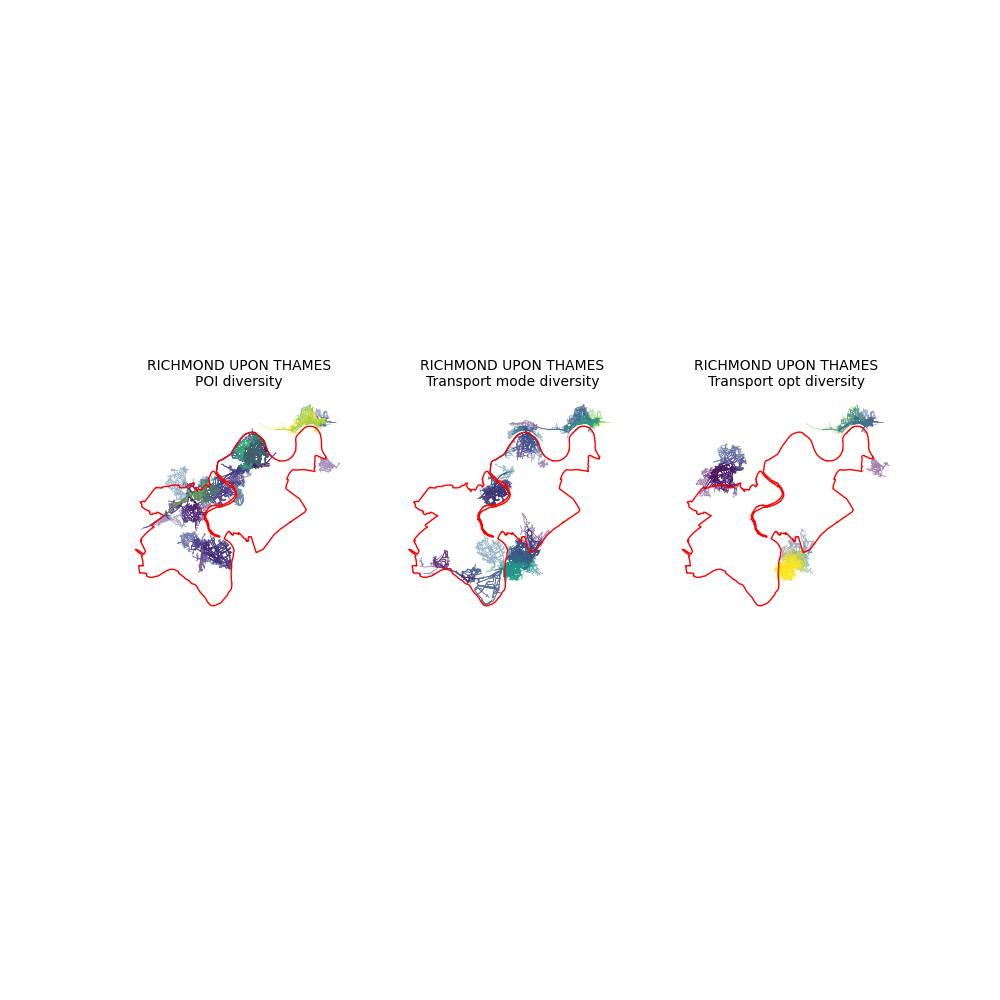 RICHMOND UPON THAMES
POI diversity
RICHMOND UPON THAMES
Transport mode diversity
RICHMOND UPON THAMES
Transport opt diversity